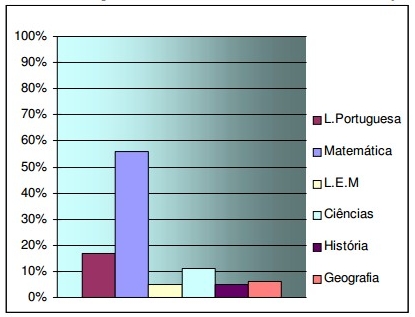 100%
90%
80%
70%
60%
50%
40%
30%
20%
10%
0%
L.Portuguesa
Matemática
L.E.M
Ciências
História
Geografia